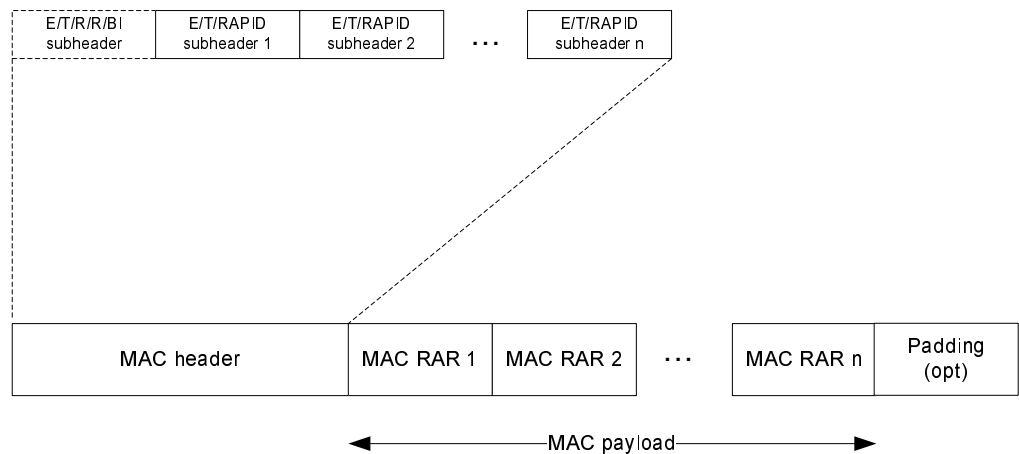 E/T/R/R/BI
subheader
E/T/RAPID
subheader 1
E/T/RAPID
subheader 2
...
E/T/RAPID
subheader n
MAC header
MAC RAR 1
MAC RAR 2
...
MAC RAR n
Padding
(opt)
MAC payload